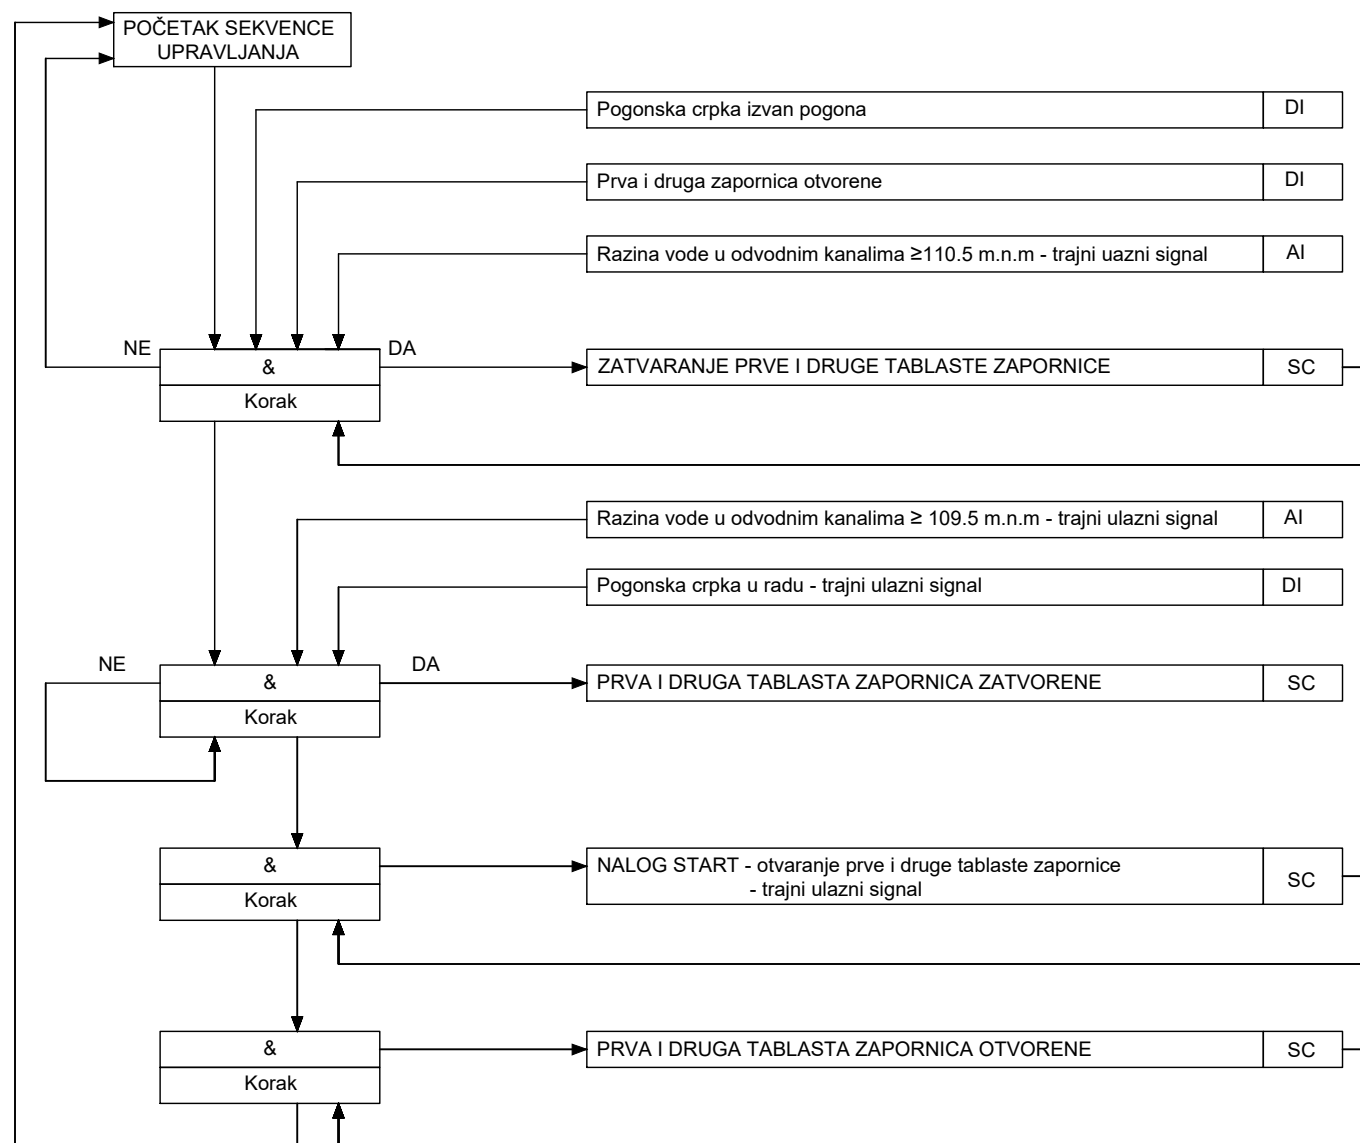 POČETAK SEKVENCE
UPRAVLJANJA
Pogonska crpka izvan pogona DI
Prva i druga zapornica otvorene DI
Razina vode u odvodnim kanalima ≥110.5 m.n.m - trajni uazni signal AI
NE DA
& ZATVARANJE PRVE I DRUGE TABLASTE ZAPORNICE SC
Korak
Razina vode u odvodnim kanalima ≥ 109.5 m.n.m - trajni ulazni signal AI
Pogonska crpka u radu - trajni ulazni signal DI
NE DA
& PRVA I DRUGA TABLASTA ZAPORNICA ZATVORENE SC
Korak
& NALOG START - otvaranje prve i druge tablaste zapornice SC
- trajni ulazni signal
Korak
& PRVA I DRUGA TABLASTA ZAPORNICA OTVORENE SC
Korak